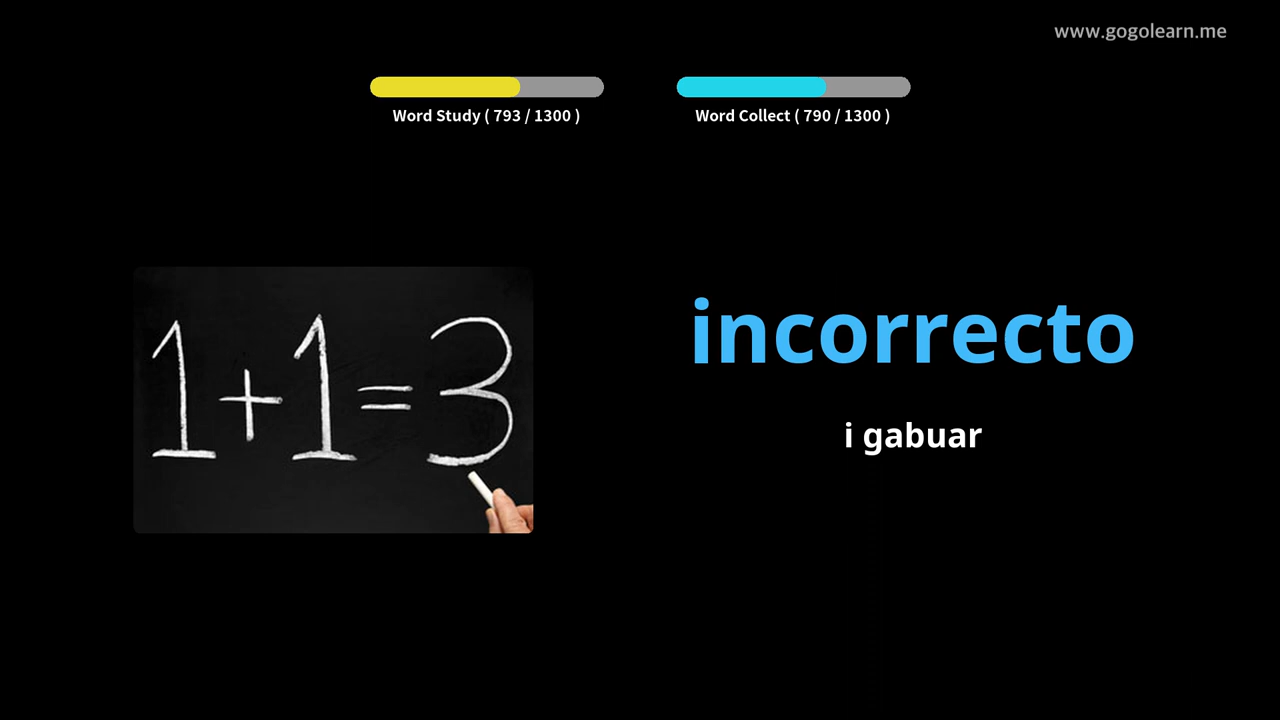 www.gogolearn.me
Word Study ( 793 / 1300 )
Word Collect ( 790 / 1300 )
1+1=3
incorrecto
i gabuar